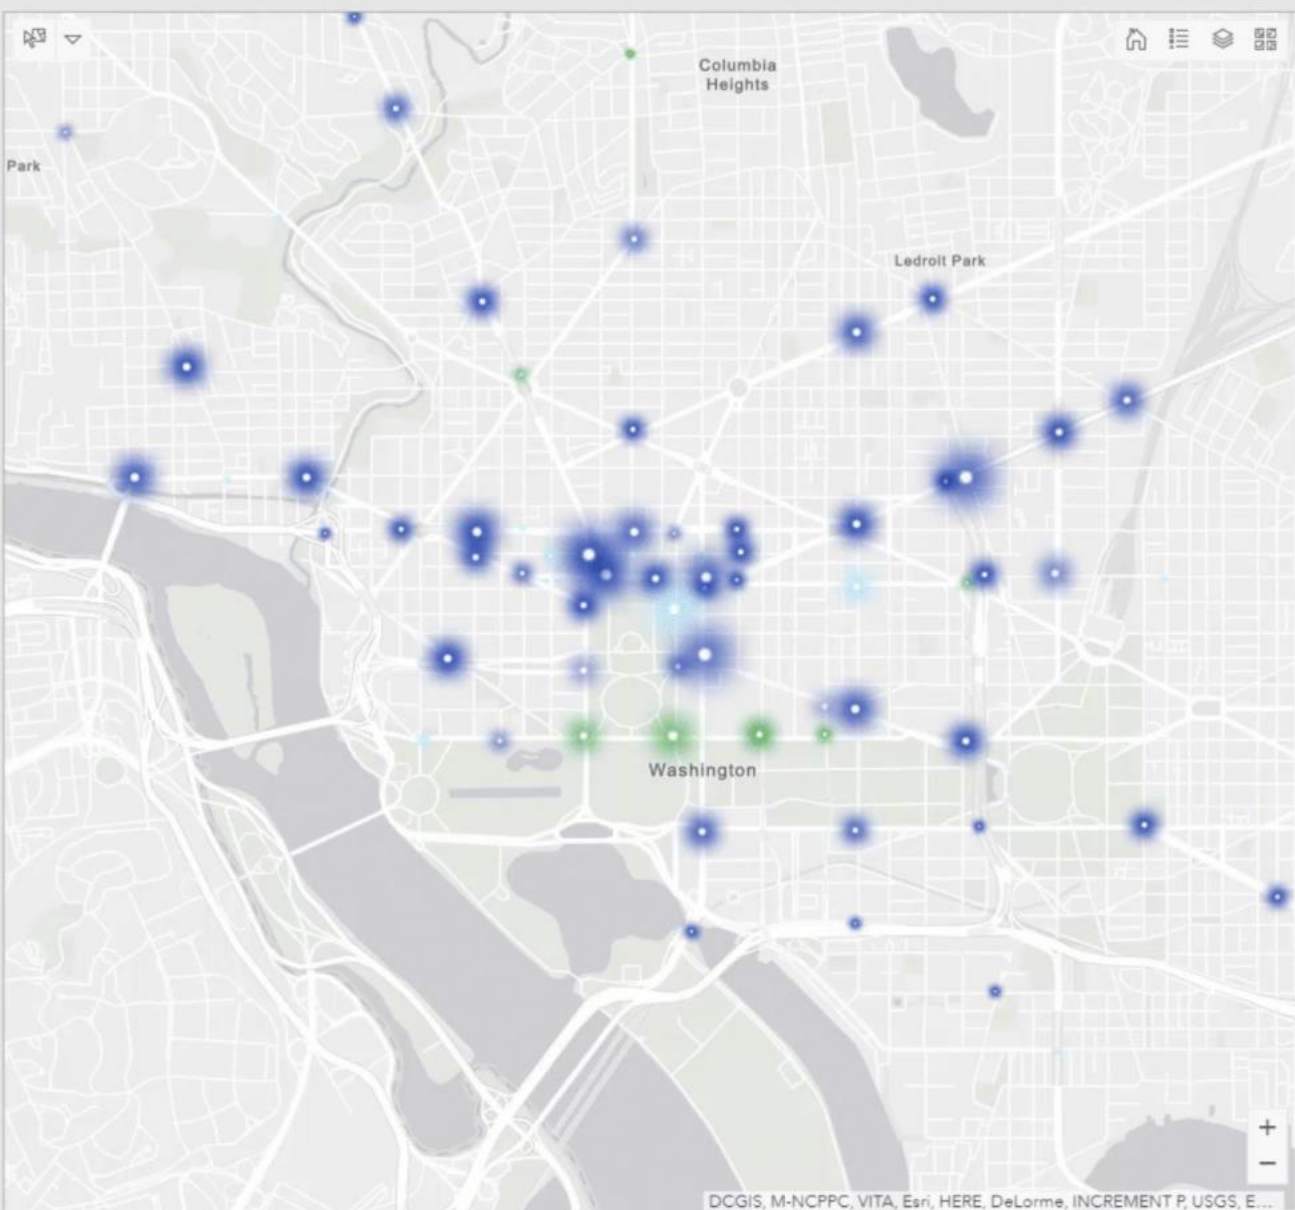 Columbia
Heights
Park
Ledroit Park
Washington
+
−
DCGIS, M-NCPPC, VITA, Esri, HERE, DeLorme, INCREMENT P, USGS, E...